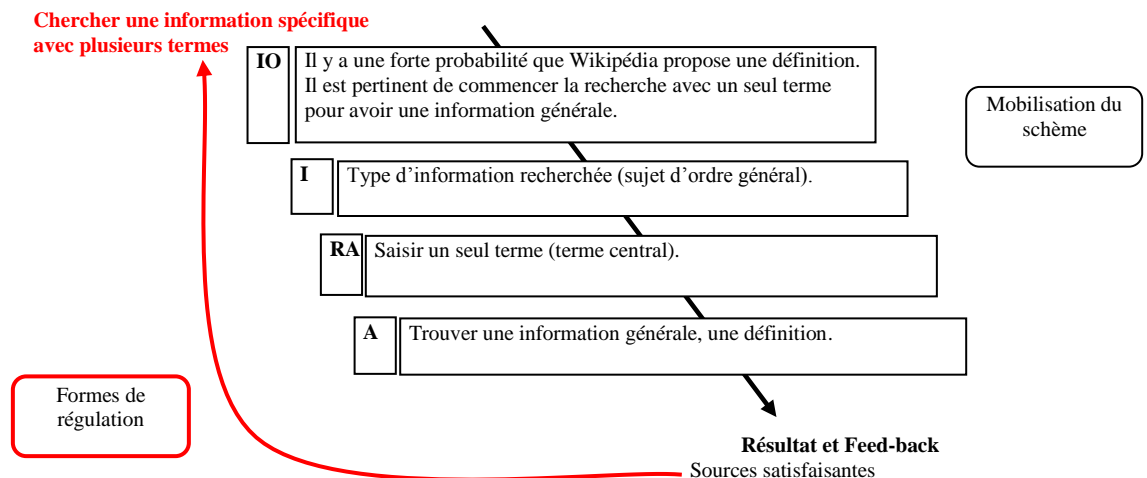 Chercher une information spécifique
avec plusieurs termes
IO
Il y a une forte probabilité que Wikipédia propose une définition.
Il est pertinent de commencer la recherche avec un seul terme
pour avoir une information générale.
Mobilisation du
schème
I
Type d'information recherchée (sujet d'ordre général).
RA
Saisir un seul terme (terme central).
A
Trouver une information générale, une définition.
Formes de
régulation
Résultat et Feed-back
Sources satisfaisantes